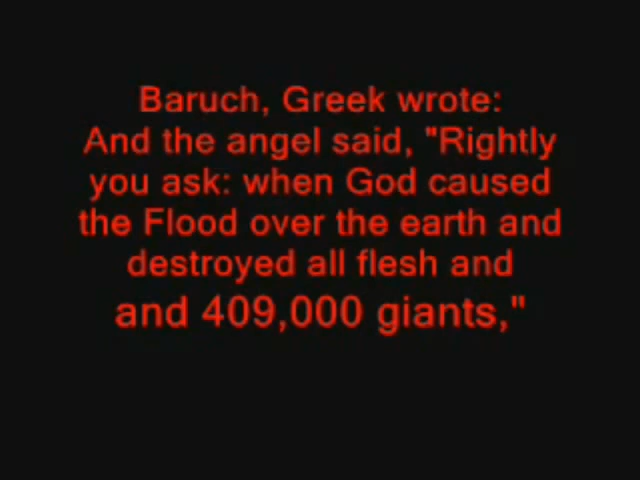 Baruch, Greek wrote:
And the angel said, "Rightly
you ask: when God caused
the Flood over the earth and
destroyed all flesh and
and 409,000 giants,"